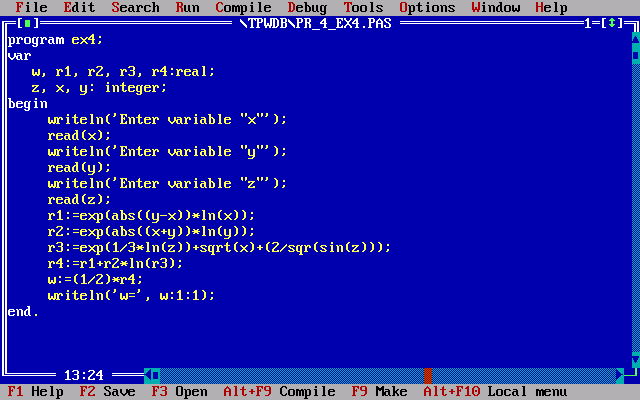 File Edit Search Run Compile Debug Tools Options Window Help
[■] \TPWDB\PR_4_EX4.PAS 1=[↕]
program ex4;
var
w, r1, r2, r3, r4:real;
z, x, y: integer;
begin
writeln('Enter variable "x"');
read(x);
writeln('Enter variable "y"');
read(y);
writeln('Enter variable "z"');
read(z);
r1:=exp(abs((y-x))*ln(x));
r2:=exp(abs((x+y))*ln(y));
r3:=exp(1/3*ln(z))+sqrt(x)+(2/sqr(sin(z)));
r4:=r1+r2*ln(r3);
w:=(1/2)*r4;
writeln('w=', w:1:1);
end.
13:24
F1 Help F2 Save F3 Open Alt+F9 Compile F9 Make Alt+F10 Local menu